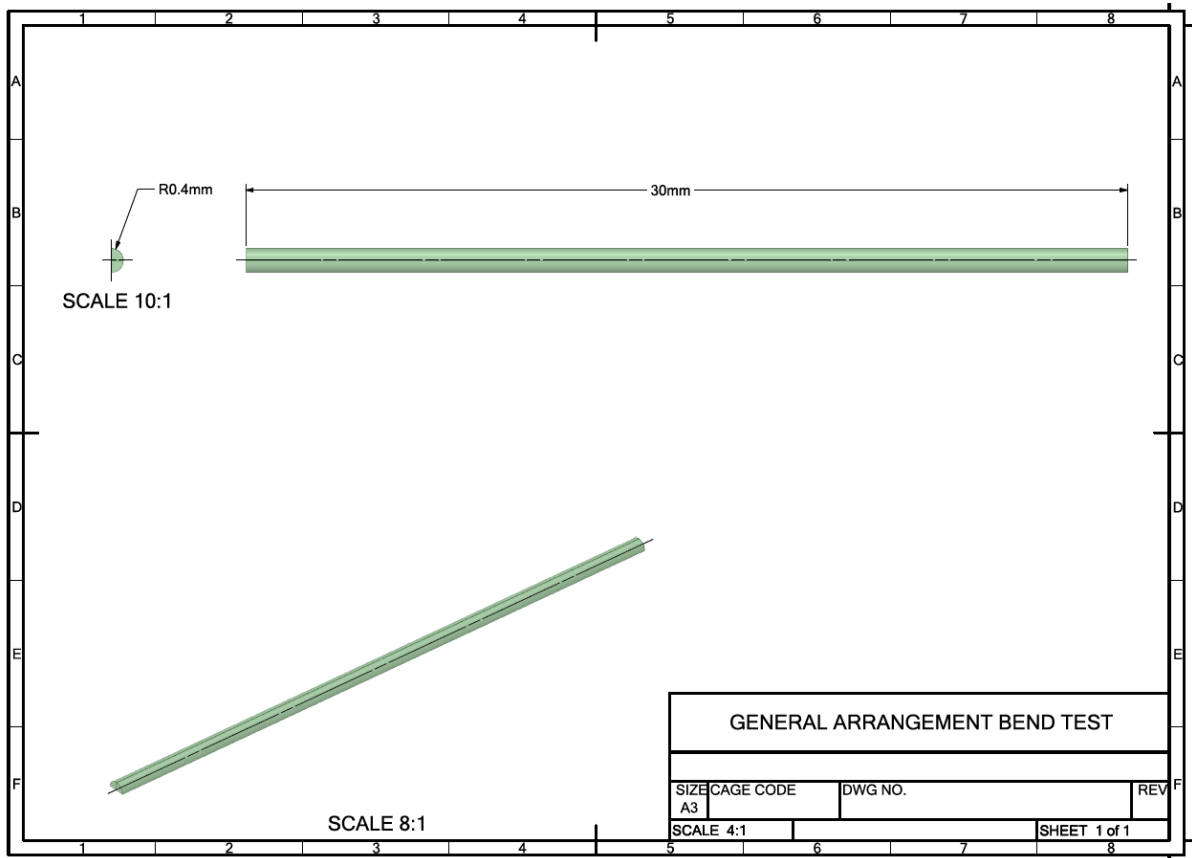 1 2 3 4 5 6 7 8
A A
R0.4mm 30mm
B B
SCALE 10:1
C C
D D
E E
GENERAL ARRANGEMENT BEND TEST
F F
SIZE CAGE CODE DWG NO. REV
A3
SCALE 8:1
SCALE 4:1 SHEET 1 of 1
1 2 3 4 5 6 7 8